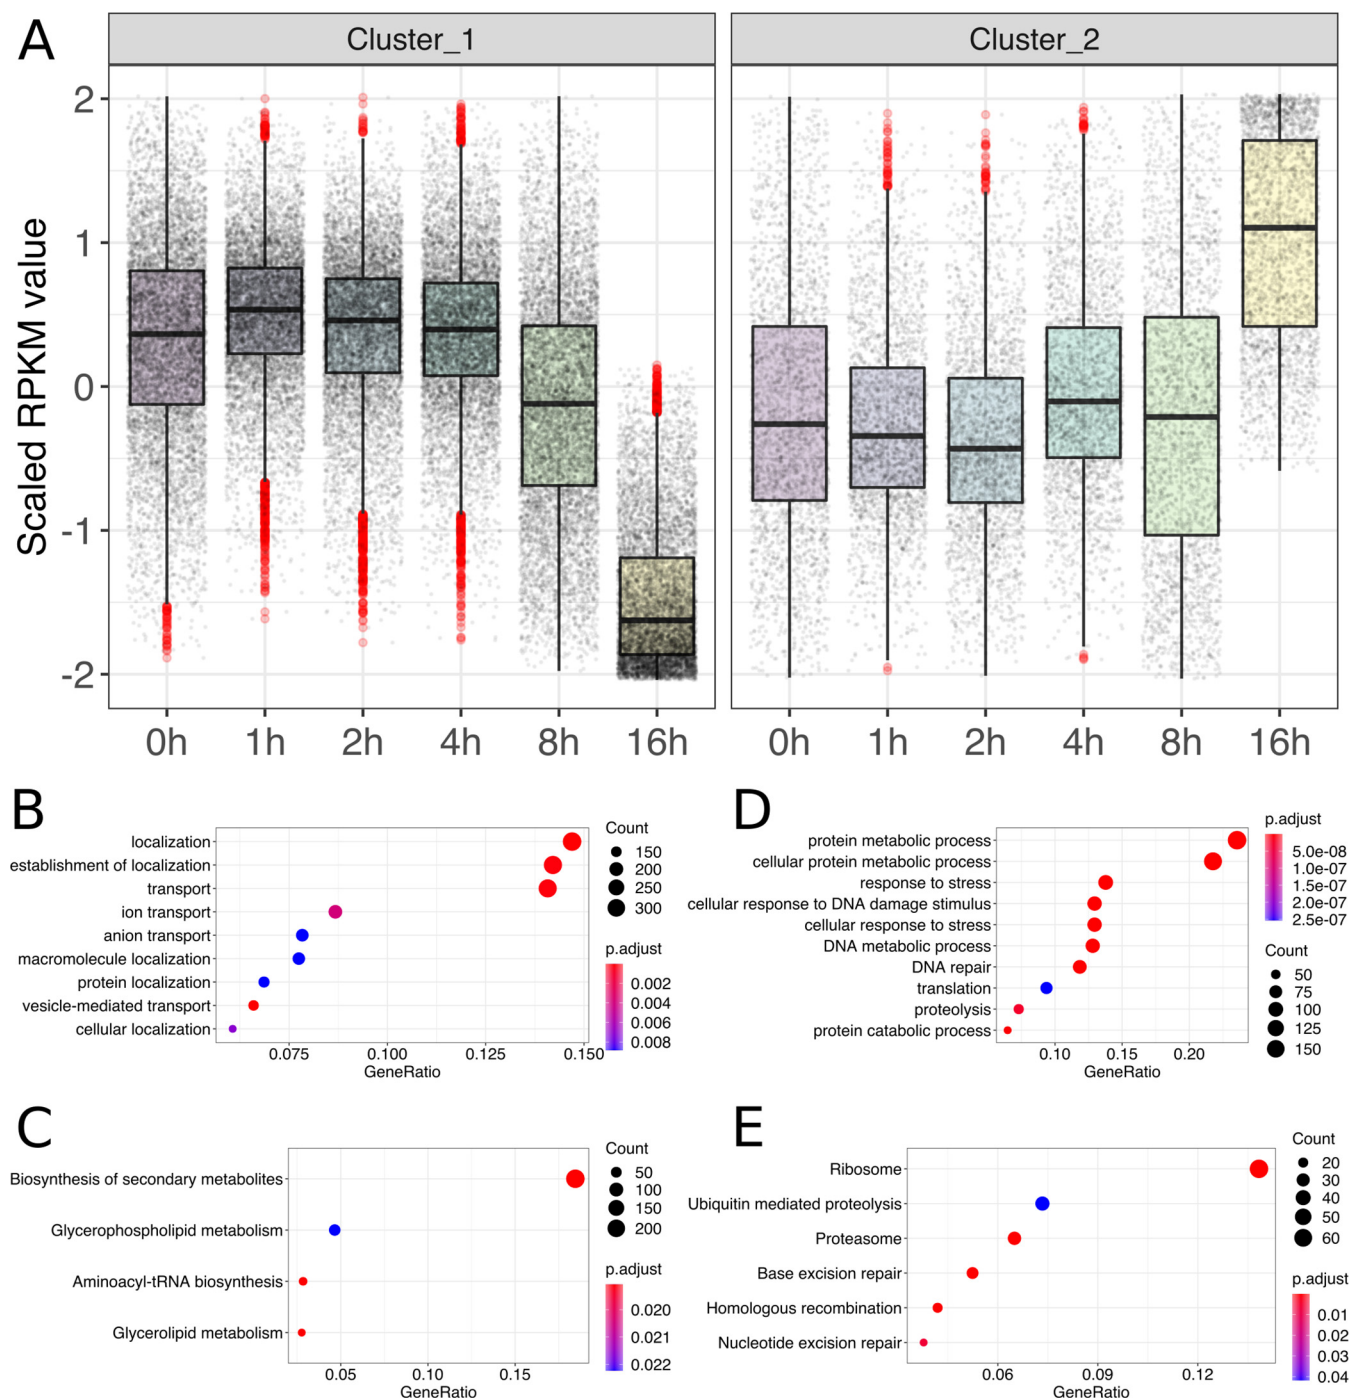 A
Cluster_1
Cluster_2
Scaled RPKM value
2
1
0
-1
-2
0h 1h 2h 4h 8h 16h
0h 1h 2h 4h 8h 16h
B
localization
establishment of localization
transport
ion transport
anion transport
macromolecule localization
protein localization
vesicle-mediated transport
cellular localization
0.075 0.100 0.125 0.150
GeneRatio
Count
150
200
250
300
p.adjust
0.002
0.004
0.006
0.008
D
protein metabolic process
cellular protein metabolic process
response to stress
cellular response to DNA damage stimulus
cellular response to stress
DNA metabolic process
DNA repair
translation
proteolysis
protein catabolic process
0.10 0.15 0.20
GeneRatio
p.adjust
5.0e-08
1.0e-07
1.5e-07
2.0e-07
2.5e-07
Count
50
75
100
125
150
C
Biosynthesis of secondary metabolites
Glycerophospholipid metabolism
Aminoacyl-tRNA biosynthesis
Glycerolipid metabolism
0.05 0.10 0.15
GeneRatio
Count
50
100
150
200
p.adjust
0.020
0.021
0.022
E
Ribosome
Ubiquitin mediated proteolysis
Proteasome
Base excision repair
Homologous recombination
Nucleotide excision repair
0.06 0.09 0.12
GeneRatio
Count
20
30
40
50
60
p.adjust
0.01
0.02
0.03
0.04